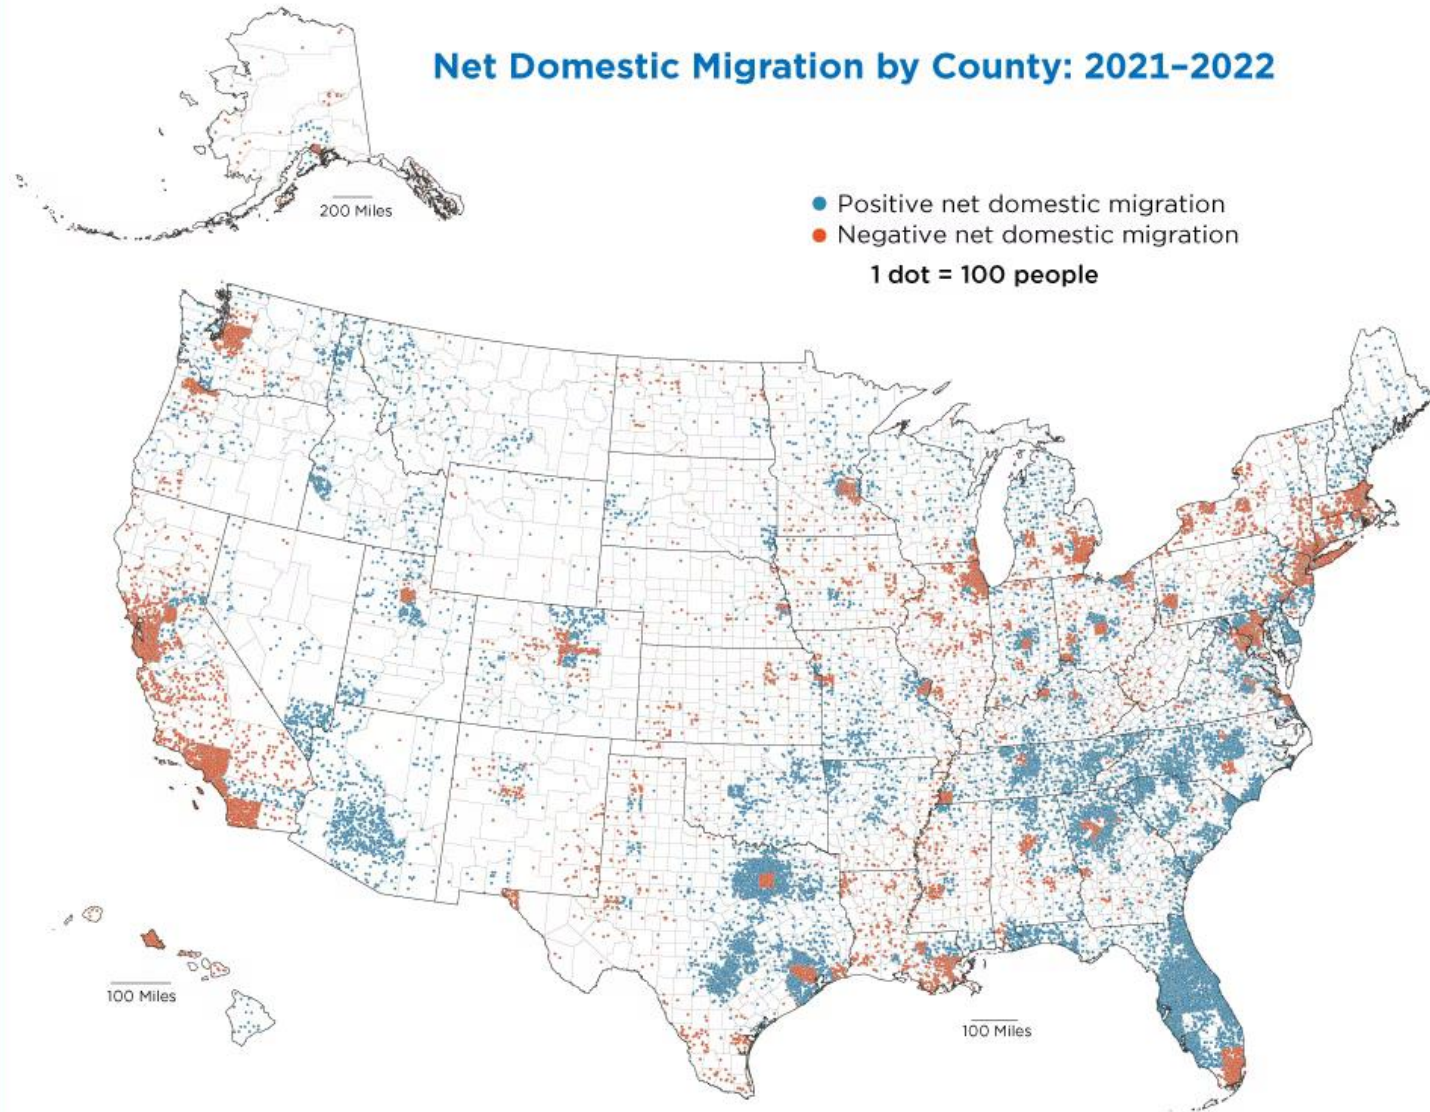 Net Domestic Migration by County: 2021–2022
200 Miles
Positive net domestic migration
Negative net domestic migration
1 dot = 100 people
100 Miles
100 Miles